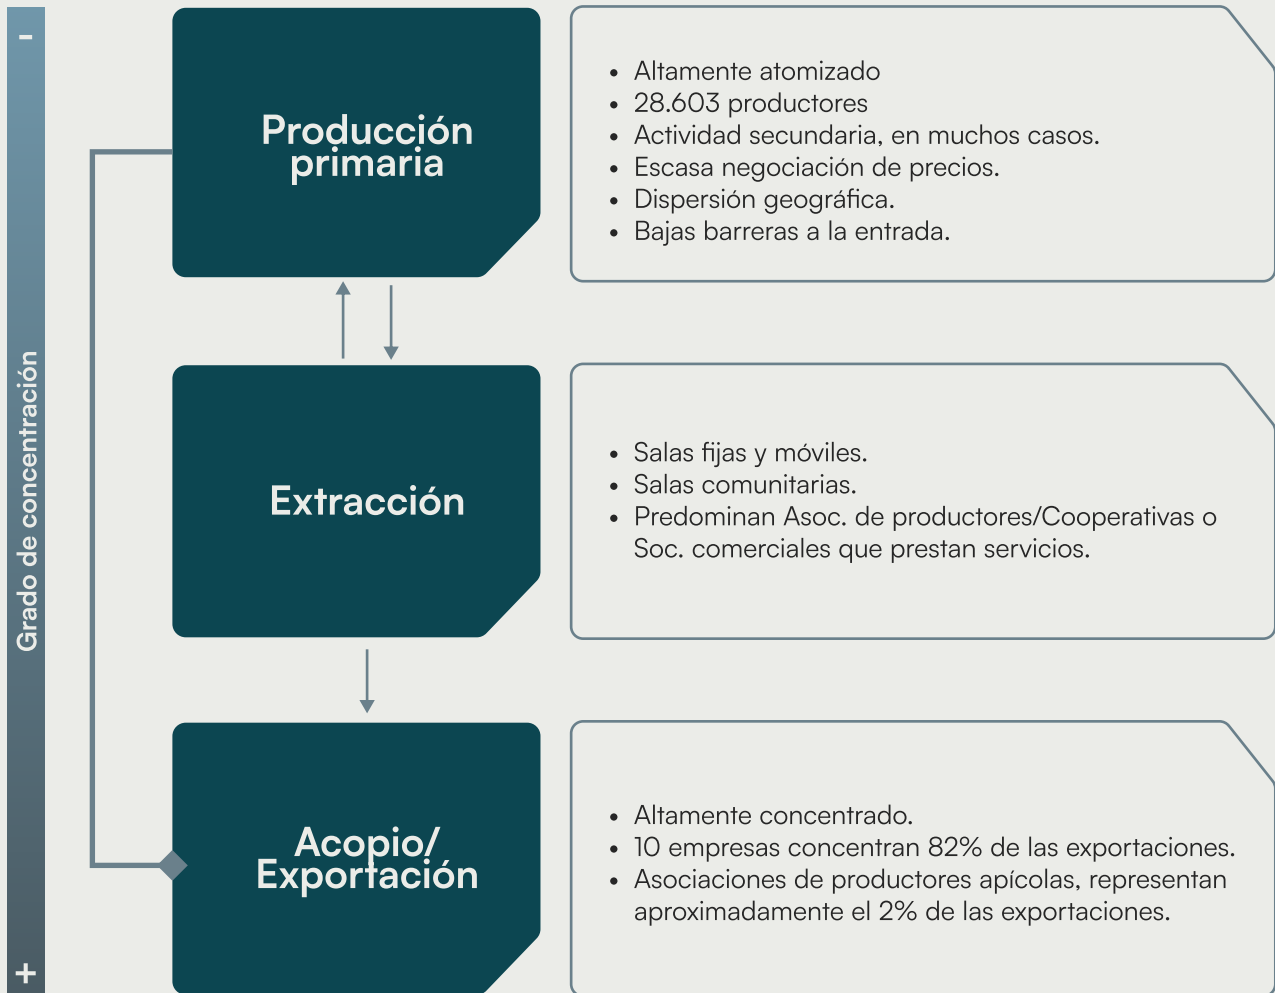 -
Grado de concentración
+
Producción
primaria
• Altamente atomizado
• 28.603 productores
• Actividad secundaria, en muchos casos.
• Escasa negociación de precios.
• Dispersión geográfica.
• Bajas barreras a la entrada.
Extracción
• Salas fijas y móviles.
• Salas comunitarias.
• Predominan Asoc. de productores/Cooperativas o
Soc. comerciales que prestan servicios.
Acopio/
Exportación
• Altamente concentrado.
• 10 empresas concentran 82% de las exportaciones.
• Asociaciones de productores apícolas, representan
aproximadamente el 2% de las exportaciones.